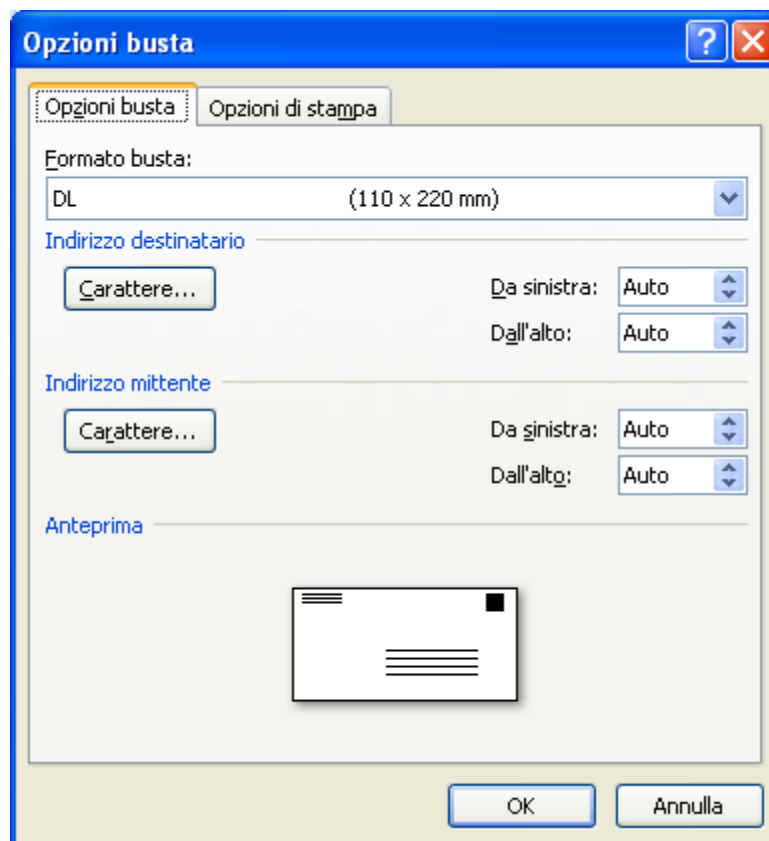 Opzioni busta
Opzioni busta Opzioni di stampa
Formato busta:
DL (110 x 220 mm)
Indirizzo destinatario
Carattere... Da sinistra: Auto
Dall'alto: Auto
Indirizzo mittente
Carattere... Da sinistra: Auto
Dall'alto: Auto
Anteprima
OK Annulla